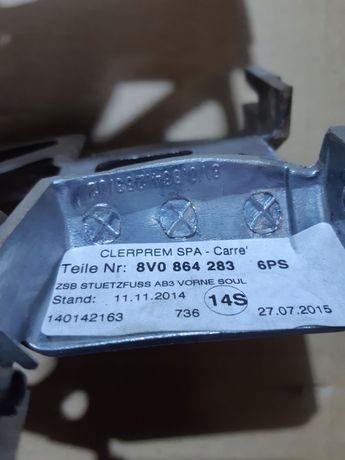 CLERPREM SPA - Carre'
Teile Nr: 8V0 864 283 6PS
ZSB STUETZFUSS AB3 VORNE SOUL
Stand: 11.11.2014 14S
140142163 736 27.07.2015